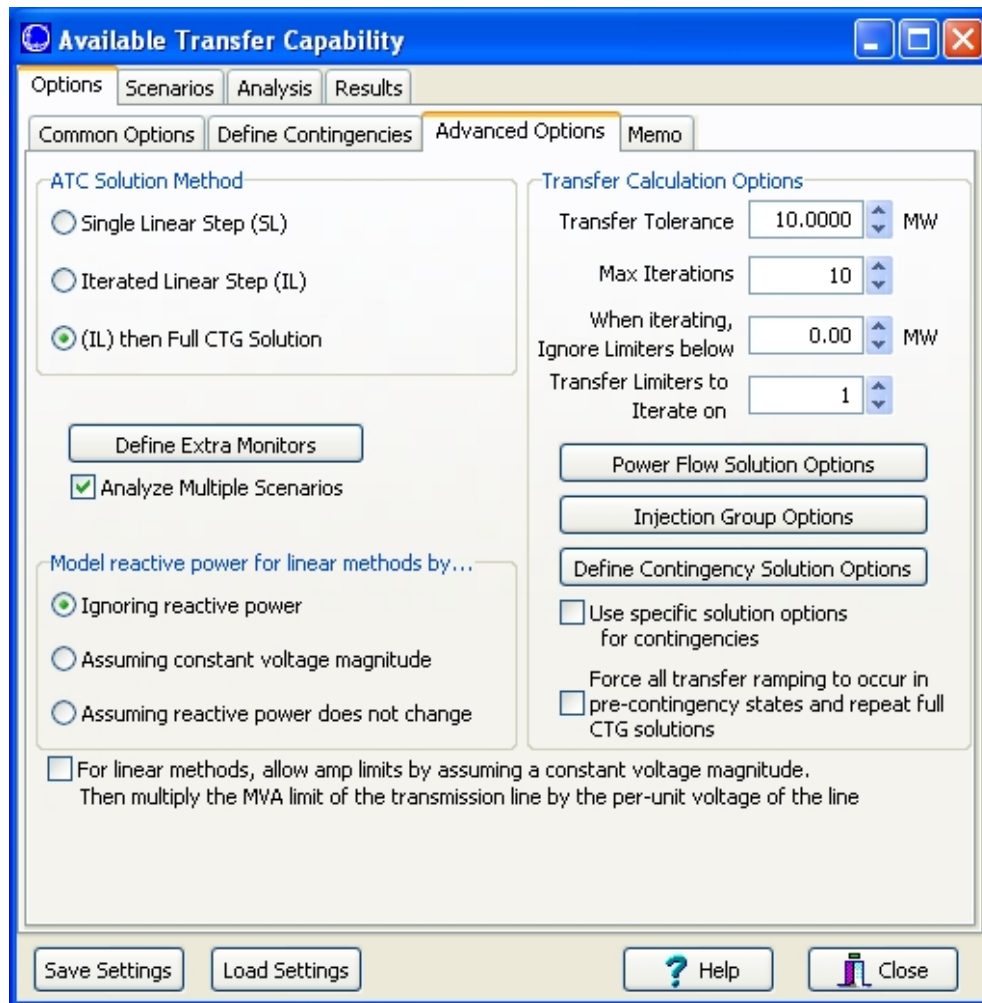 Available Transfer Capability
Options Scenarios Analysis Results
Common Options Define Contingencies Advanced Options Memo
ATC Solution Method
Single Linear Step (SL)
Iterated Linear Step (IL)
(IL) then Full CTG Solution
Define Extra Monitors
Analyze Multiple Scenarios
Model reactive power for linear methods by...
Ignoring reactive power
Assuming constant voltage magnitude
Assuming reactive power does not change
Transfer Calculation Options
Transfer Tolerance 10.0000 MW
Max Iterations 10
When iterating,
Ignore Limiters below 0.00 MW
Transfer Limiters to
Iterate on 1
Power Flow Solution Options
Injection Group Options
Define Contingency Solution Options
Use specific solution options
for contingencies
Force all transfer ramping to occur in
pre-contingency states and repeat full
CTG solutions
For linear methods, allow amp limits by assuming a constant voltage magnitude.
Then multiply the MVA limit of the transmission line by the per-unit voltage of the line
Save Settings Load Settings ? Help Close